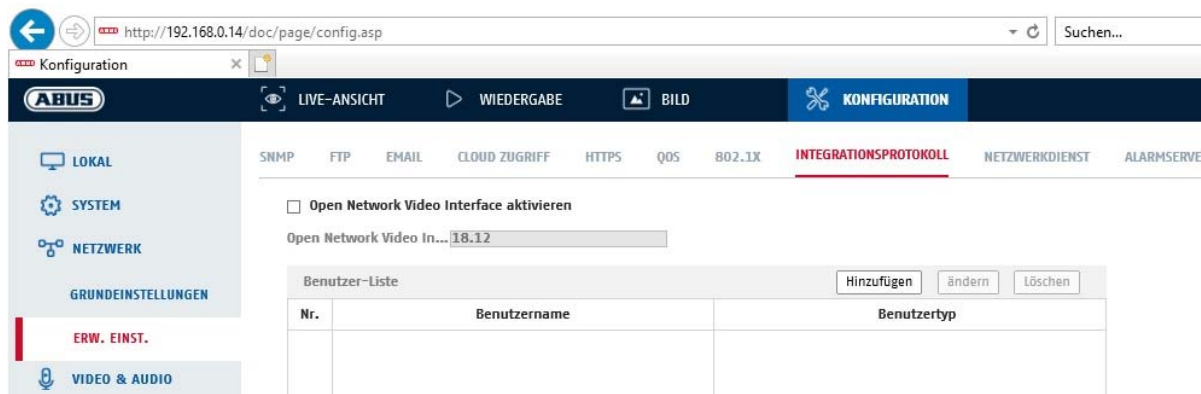 http://192.168.0.14/doc/page/config.asp Suchen...
Konfiguration
ABUS LIVE-ANSICHT WIEDERGABE BILD KONFIGURATION
LOKAL
SYSTEM
NETZWERK
GRUNDEINSTELLUNGEN
ERW. EINST.
VIDEO & AUDIO
SNMP FTP EMAIL CLOUD ZUGRIFF HTTPS QOS 802.1X INTEGRATIONSPROTOKOLL NETZWERKDIENST ALARMSERVE
Open Network Video Interface aktivieren
Open Network Video In... 18.12
Benutzer-Liste Hinzufügen ändern Löschen
Nr. Benutzername Benutzertyp